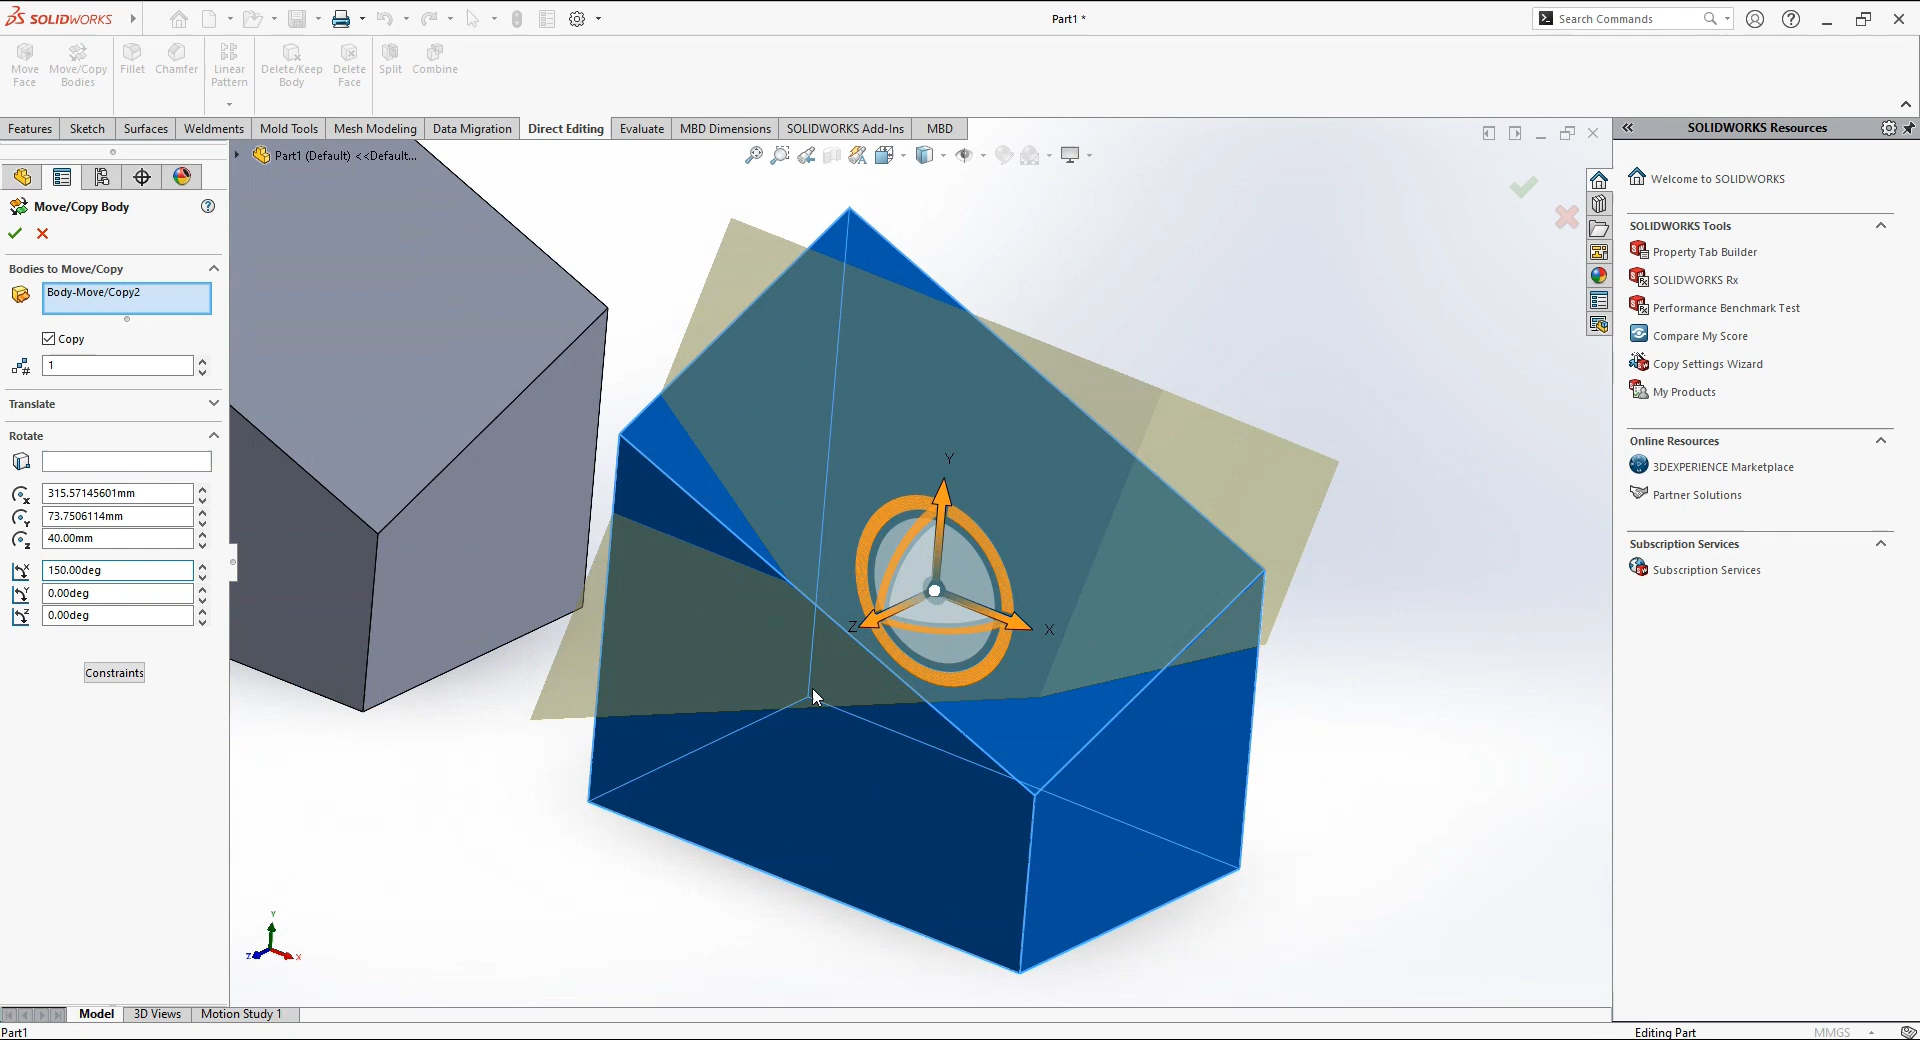 SOLIDWORKS
Part1 *
Search Commands
Move Face
Move/Copy Bodies
Fillet
Chamfer
Linear Pattern
Delete/Keep Body
Delete Face
Split
Combine
Features
Sketch
Surfaces
Weldments
Mold Tools
Mesh Modeling
Data Migration
Direct Editing
Evaluate
MBD Dimensions
SOLIDWORKS Add-Ins
MBD
SOLIDWORKS Resources
Part1 (Default) <<Default...
Move/Copy Body
Bodies to Move/Copy
Body-Move/Copy2
Copy
1
Translate
Rotate
315.57145601mm
73.7506114mm
40.00mm
150.00deg
0.00deg
0.00deg
Constraints
Y
Z
X
Y
Z
X
Welcome to SOLIDWORKS
SOLIDWORKS Tools
Property Tab Builder
SOLIDWORKS Rx
Performance Benchmark Test
Compare My Score
Copy Settings Wizard
My Products
Online Resources
3DEXPERIENCE Marketplace
Partner Solutions
Subscription Services
Subscription Services
Model
3D Views
Motion Study 1
Part1
Editing Part
MMGS